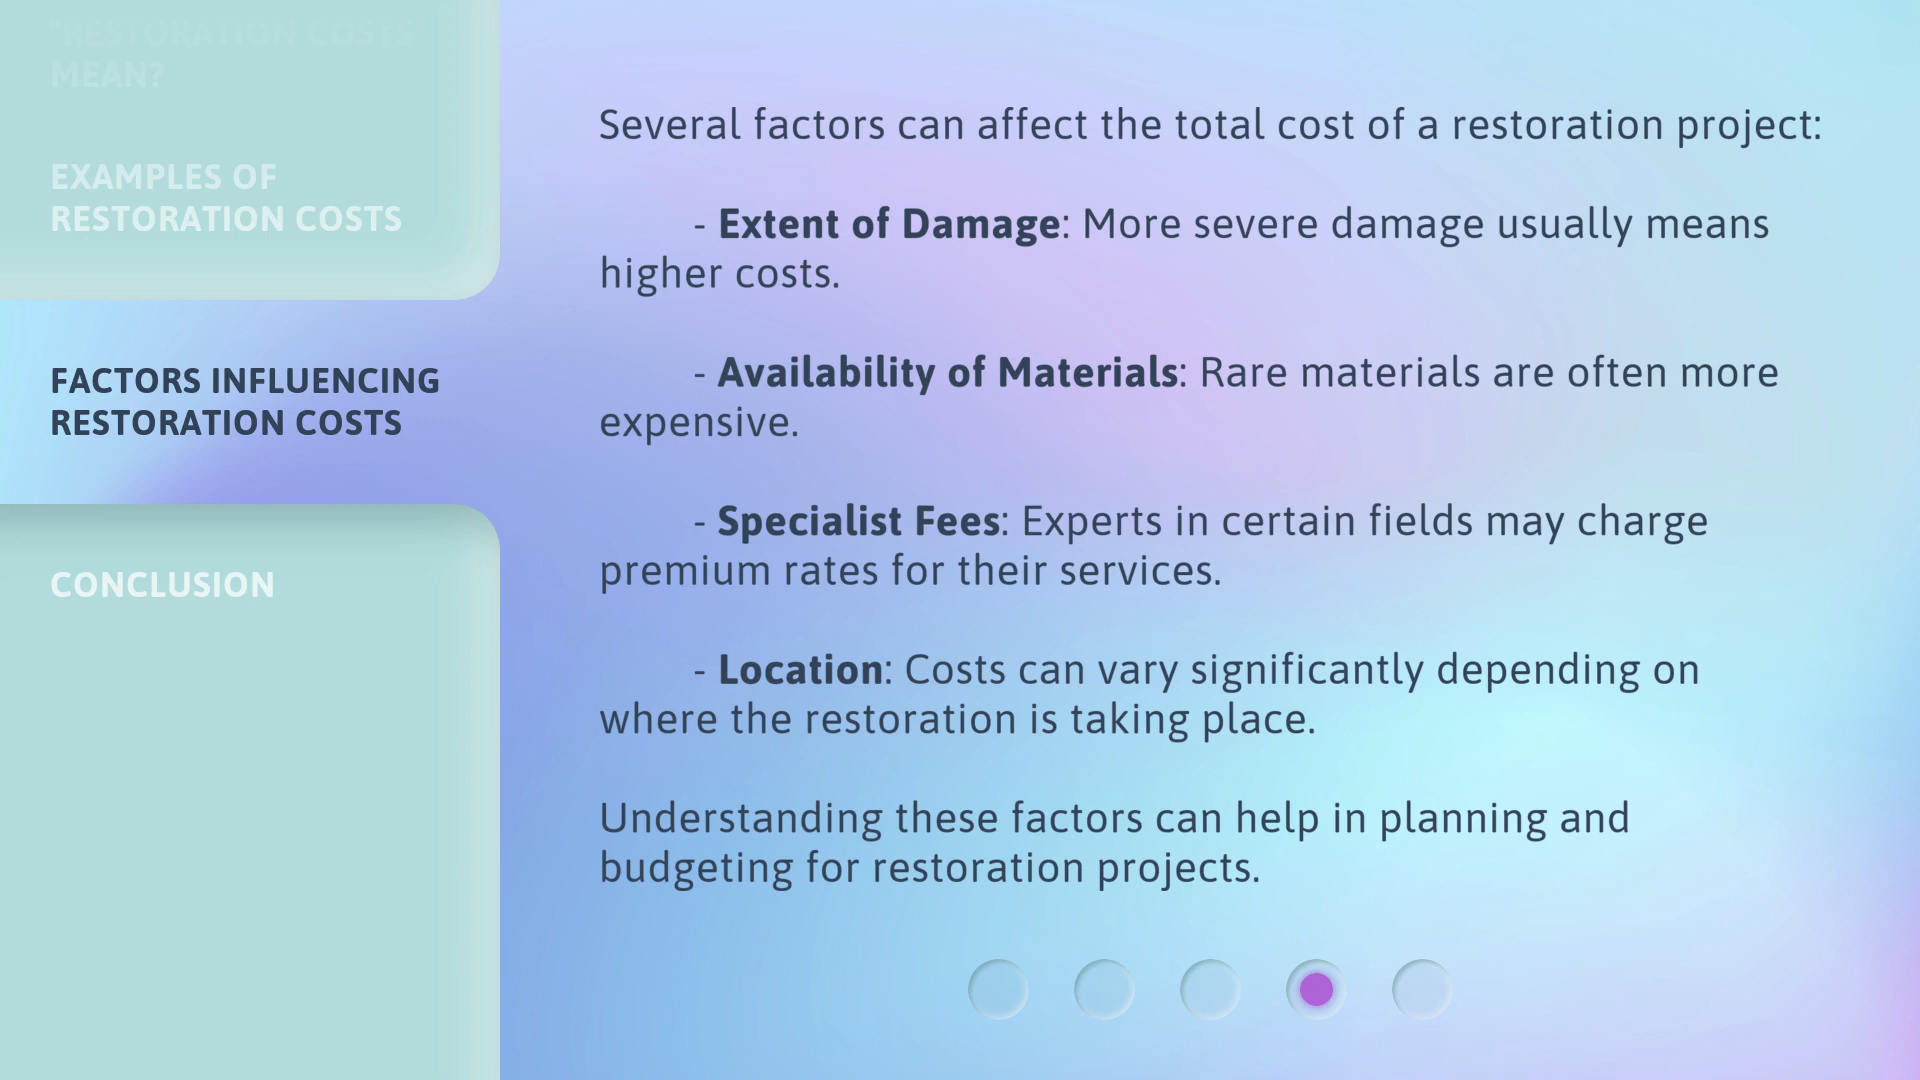 "RESTORATION COSTS"
MEAN?
EXAMPLES OF
RESTORATION COSTS
FACTORS INFLUENCING
RESTORATION COSTS
CONCLUSION
Several factors can affect the total cost of a restoration project:
- Extent of Damage: More severe damage usually means
higher costs.
- Availability of Materials: Rare materials are often more
expensive.
- Specialist Fees: Experts in certain fields may charge
premium rates for their services.
- Location: Costs can vary significantly depending on
where the restoration is taking place.
Understanding these factors can help in planning and
budgeting for restoration projects.